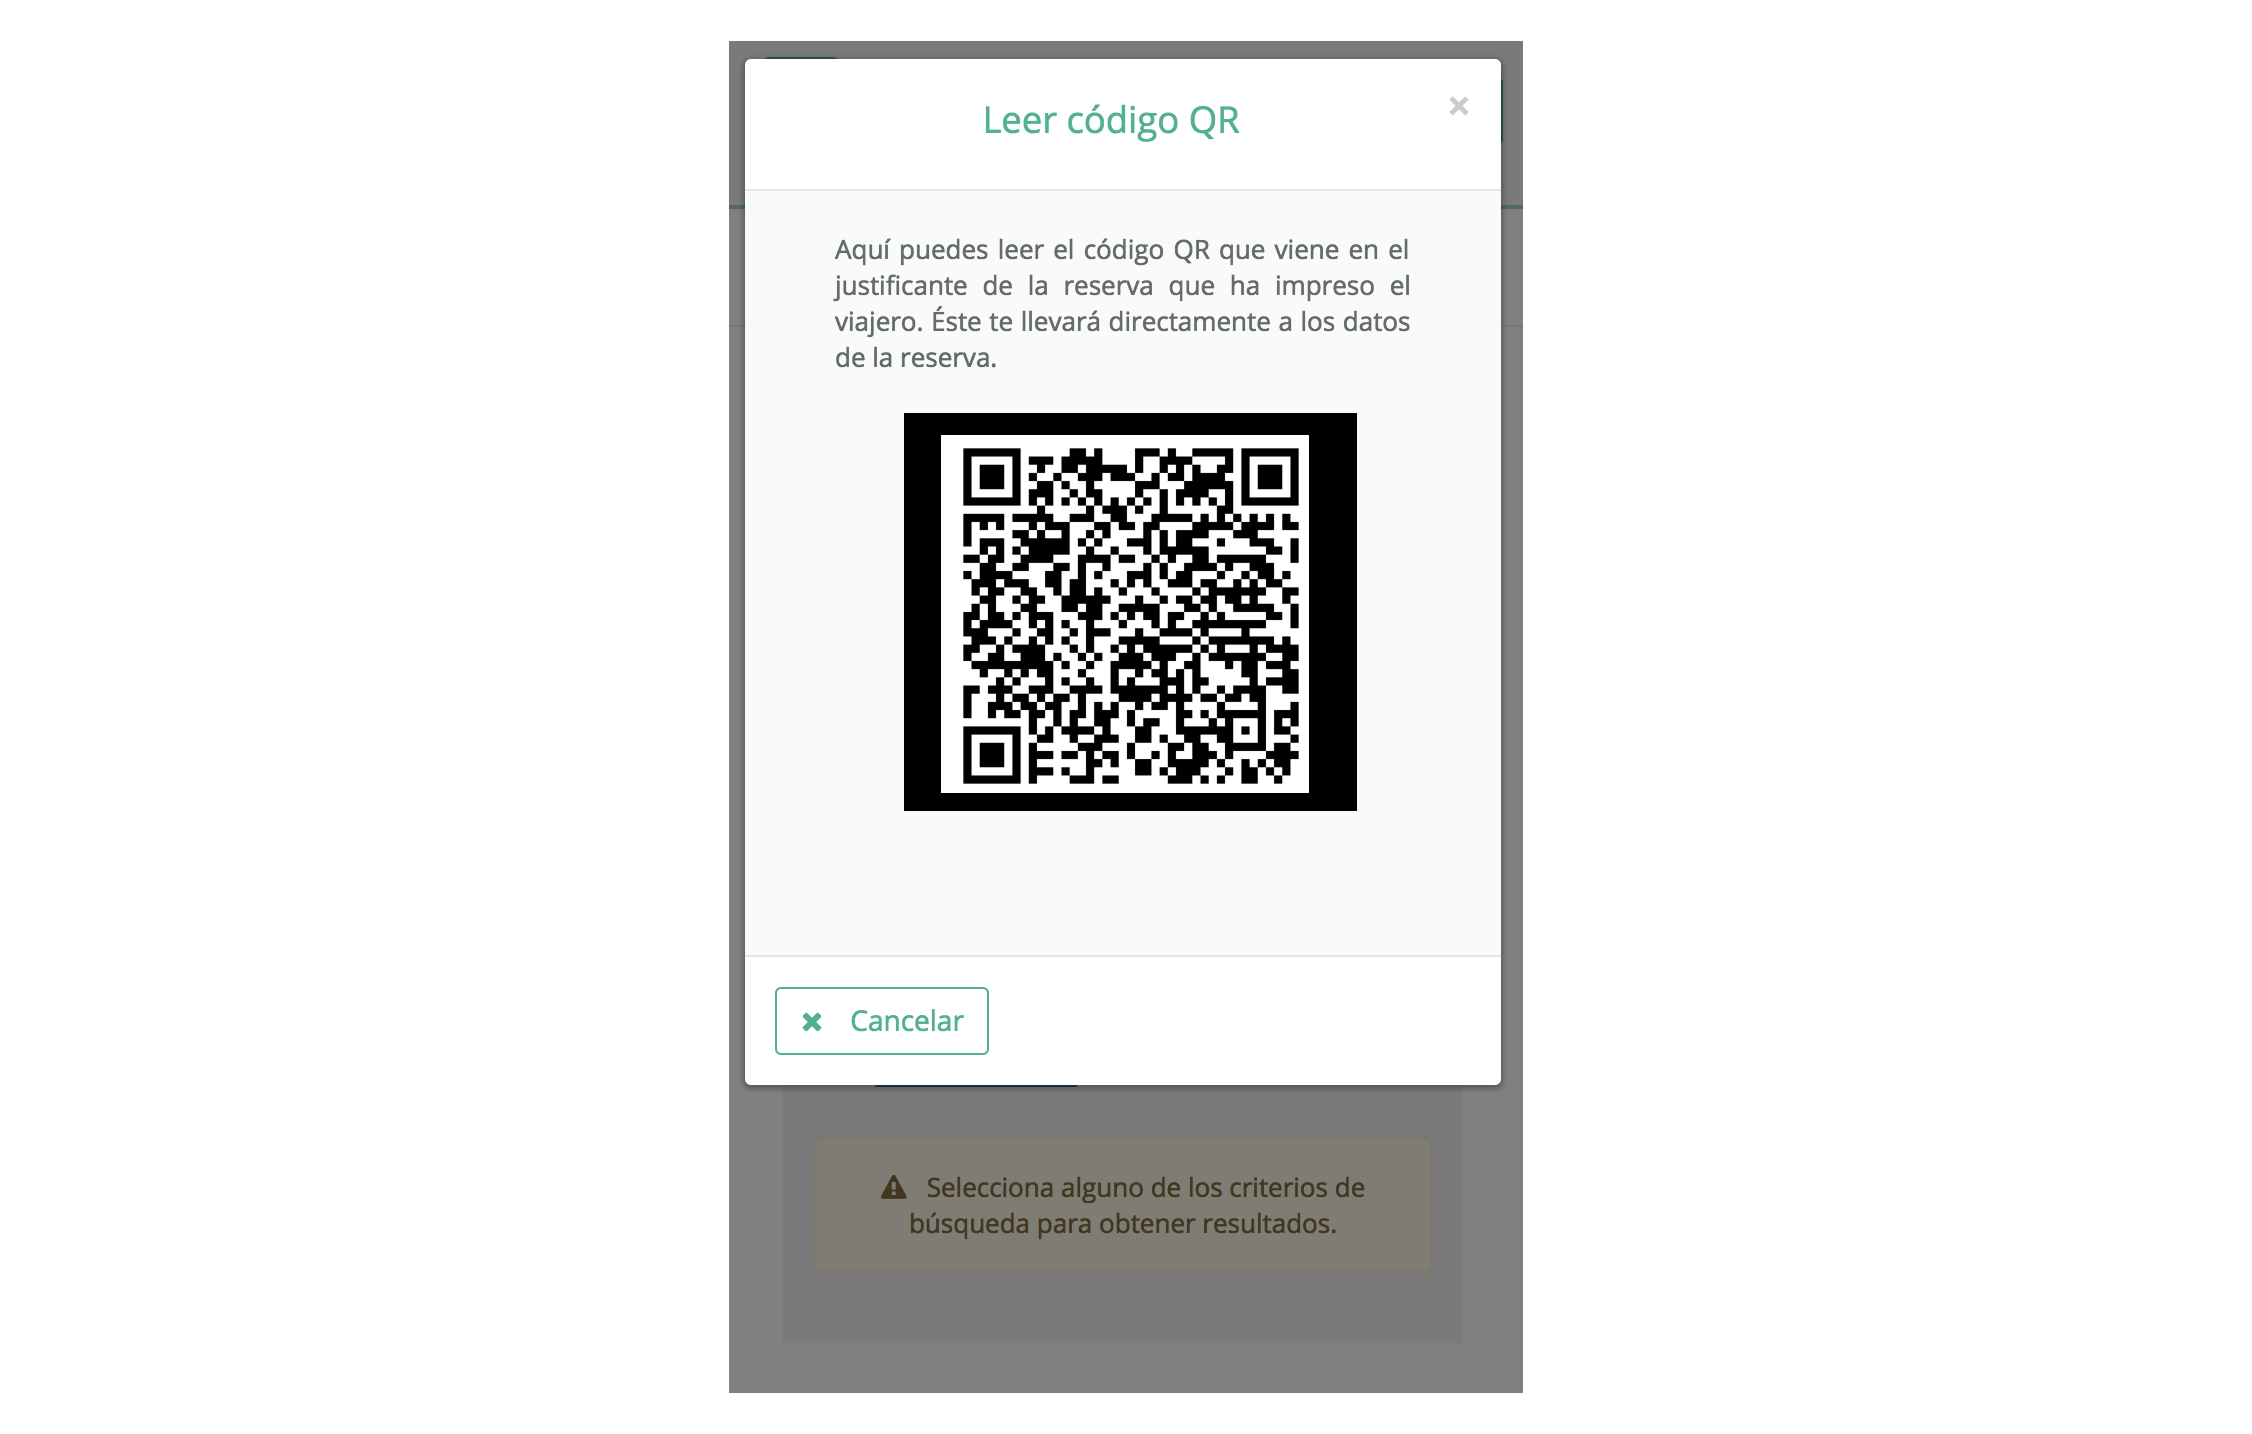 Leer código QR
Aquí puedes leer el código QR que viene en el
justificante de la reserva que ha impreso el
viajero. Éste te llevará directamente a los datos
de la reserva.
Cancelar
Selecciona alguno de los criterios de
búsqueda para obtener resultados.